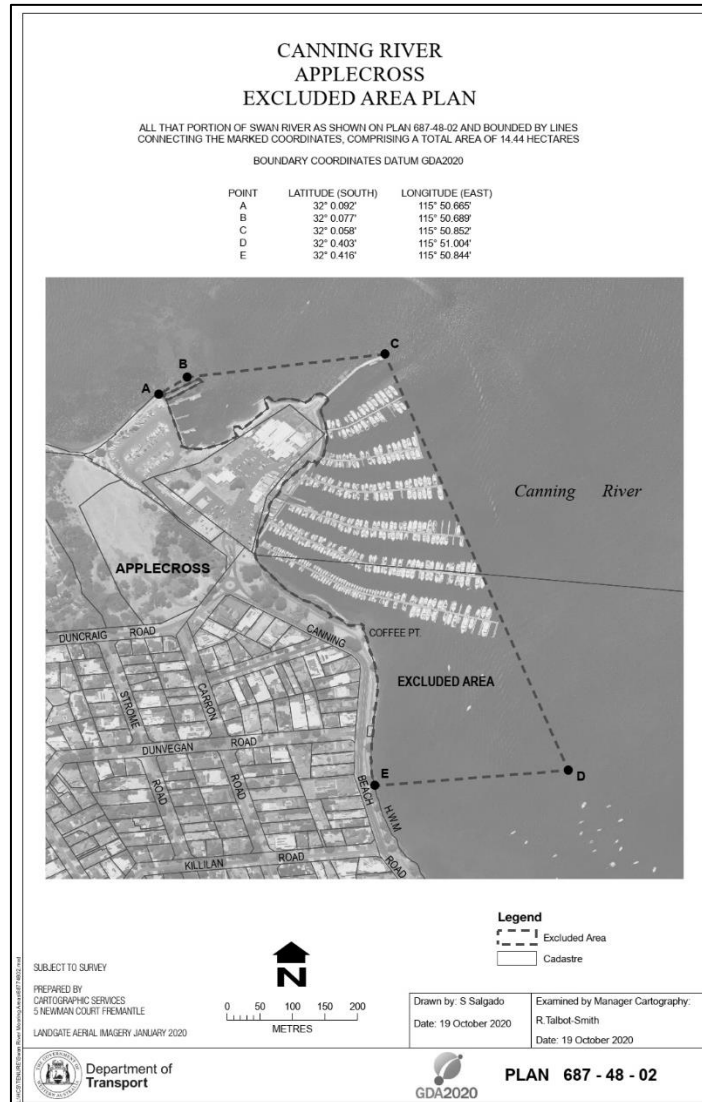 CANNING RIVER
APPLECROSS
EXCLUDED AREA PLAN
ALL THAT PORTION OF SWAN RIVER AS SHOWN ON PLAN 687-48-02 AND BOUNDED BY LINES
CONNECTING THE MARKED COORDINATES, COMPRISING A TOTAL AREA OF 14.44 HECTARES
BOUNDARY COORDINATES DATUM GDA2020
POINT LATITUDE (SOUTH) LONGITUDE (EAST)
A 32° 0.092' 115° 50.665'
B 32° 0.077' 115° 50.689'
C 32° 0.058' 115° 50.852'
D 32° 0.403' 115° 51.004'
E 32° 0.416' 115° 50.844'
C
B
A
Canning River
APPLECROSS
DUNCRAIG ROAD
CANNING
COFFEE PT.
EXCLUDED AREA
STROME
CARRON
DUNVEGAN ROAD
ROAD
ROAD
E
D
BEACH
H.W.M.
KILLILAN ROAD
ROAD
Legend
Excluded Area
Cadastre
SUBJECT TO SURVEY
PREPARED BY
CARTOGRAPHIC SERVICES
5 NEWMAN COURT FREMANTLE
LANDGATE AERIAL IMAGERY JANUARY 2020
N
0 50 100 150 200
METRES
Drawn by: S Salgado
Date: 19 October 2020
Examined by Manager Cartography:
R.Talbot-Smith
Date: 19 October 2020
Department of
Transport
GDA2020
PLAN 687 - 48 - 02